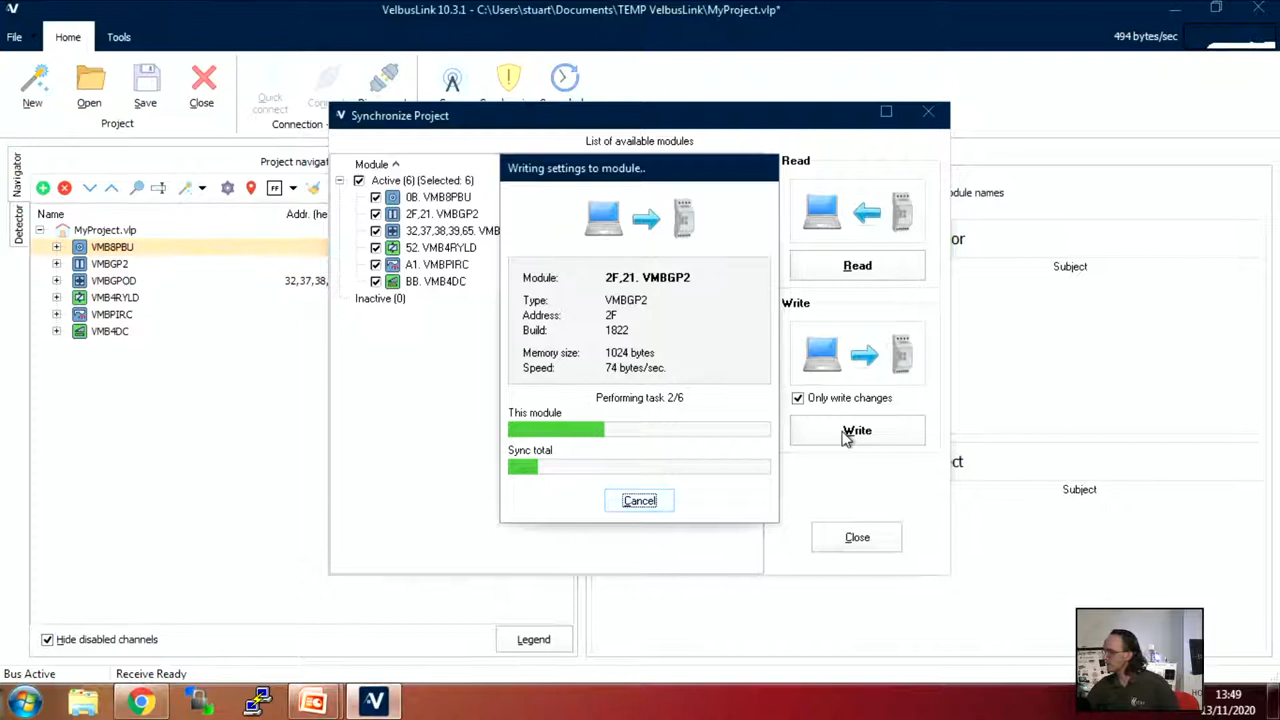 VelbusLink 10.3.1 - C:\Users\stuart\Documents\TEMP VelbusLink\MyProject.vlp*
File
Home
Tools
494 bytes/sec
New
Open
Save
Close
Quick
connect
Project
Connection
Synchronize Project
List of available modules
Navigator
Detector
Project navigat
Name
Addr. (he
MyProject.vlp
VMB8PBU
VMBGP2
VMBGPOD
32,37,38,
VMB4RYLD
VMBPIRC
VMB4DC
Module
Active (6) (Selected: 6)
0B. VMB8PBU
2F,21. VMBGP2
32,37,38,39,65. VMB
52. VMB4RYLD
A1. VMBPIRC
BB. VMB4DC
Inactive (0)
Writing settings to module..
Module: 2F,21. VMBGP2
Type: VMBGP2
Address: 2F
Build: 1822
Memory size: 1024 bytes
Speed: 74 bytes/sec.
Performing task 2/6
This module
Sync total
Cancel
Read
Read
Write
Only write changes
Write
Close
odule names
or
Subject
ect
Subject
Hide disabled channels
Legend
Bus Active
Receive Ready
FF
13:49
13/11/2020